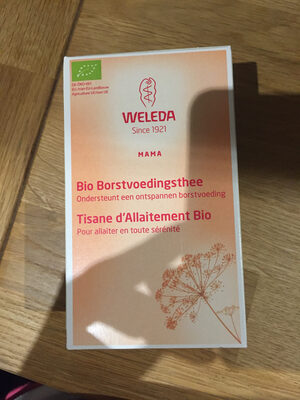 WELEDA
Since 1921
MAMA
Bio Borstvoedingsthee
Ondersteunt een ontspannen borstvoeding
Tisane d'Allaitement Bio
Pour allaiter en toute sérénité